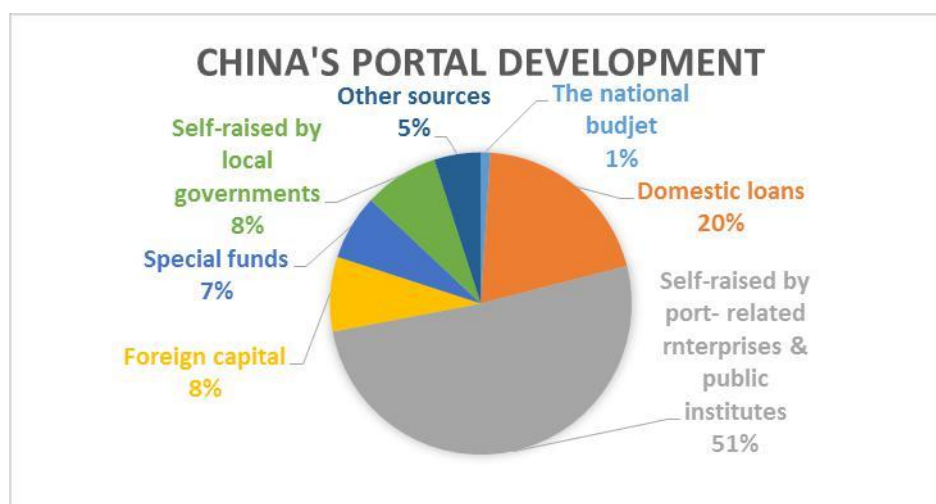 CHINA'S PORTAL DEVELOPMENT
Other sources
5%
The national
budjet
1%
Self-raised by
local
governments
8%
Domestic loans
20%
Special funds
7%
Self-raised by
port- related
rnterprises &
public
institutes
51%
Foreign capital
8%